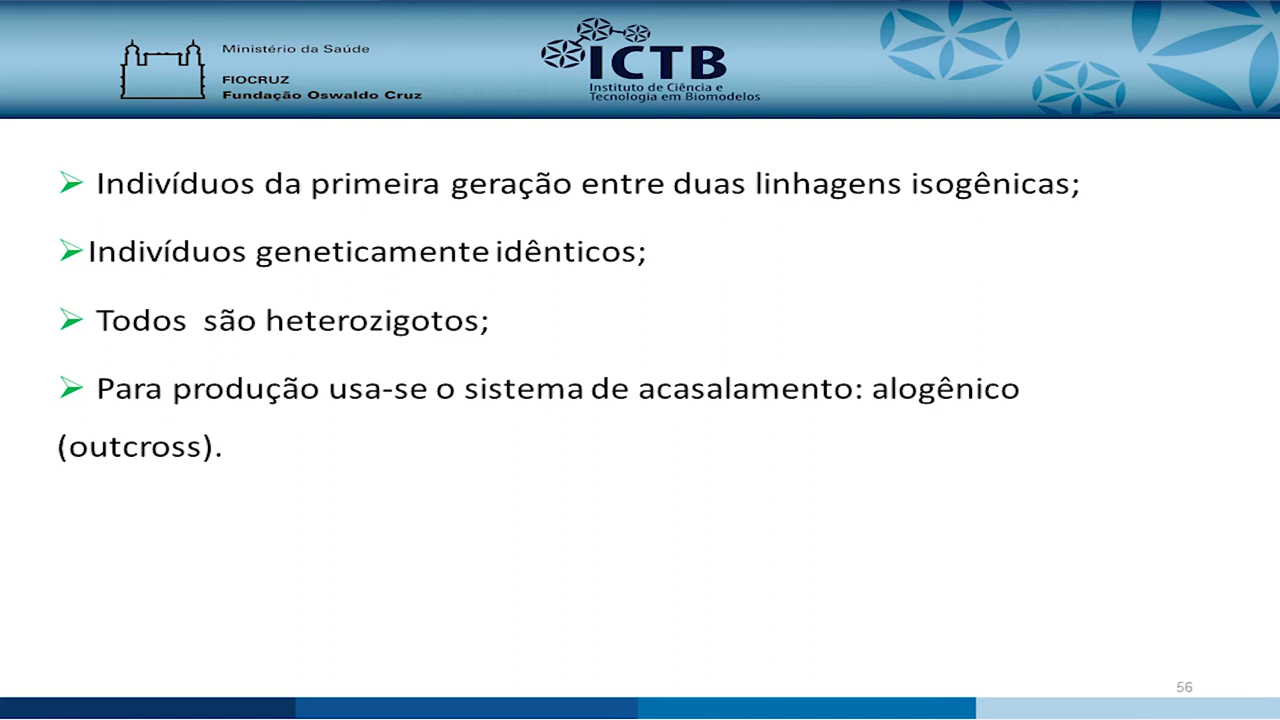 Ministério da Saúde
FIOCRUZ
Fundação Oswaldo Cruz
ICTB
Instituto de Ciência e
Tecnologia em Biomodelos
Indivíduos da primeira geração entre duas linhagens isogênicas;
Indivíduos geneticamente idênticos;
Todos são heterozigotos;
Para produção usa-se o sistema de acasalamento: alogênico
(outcross).
56